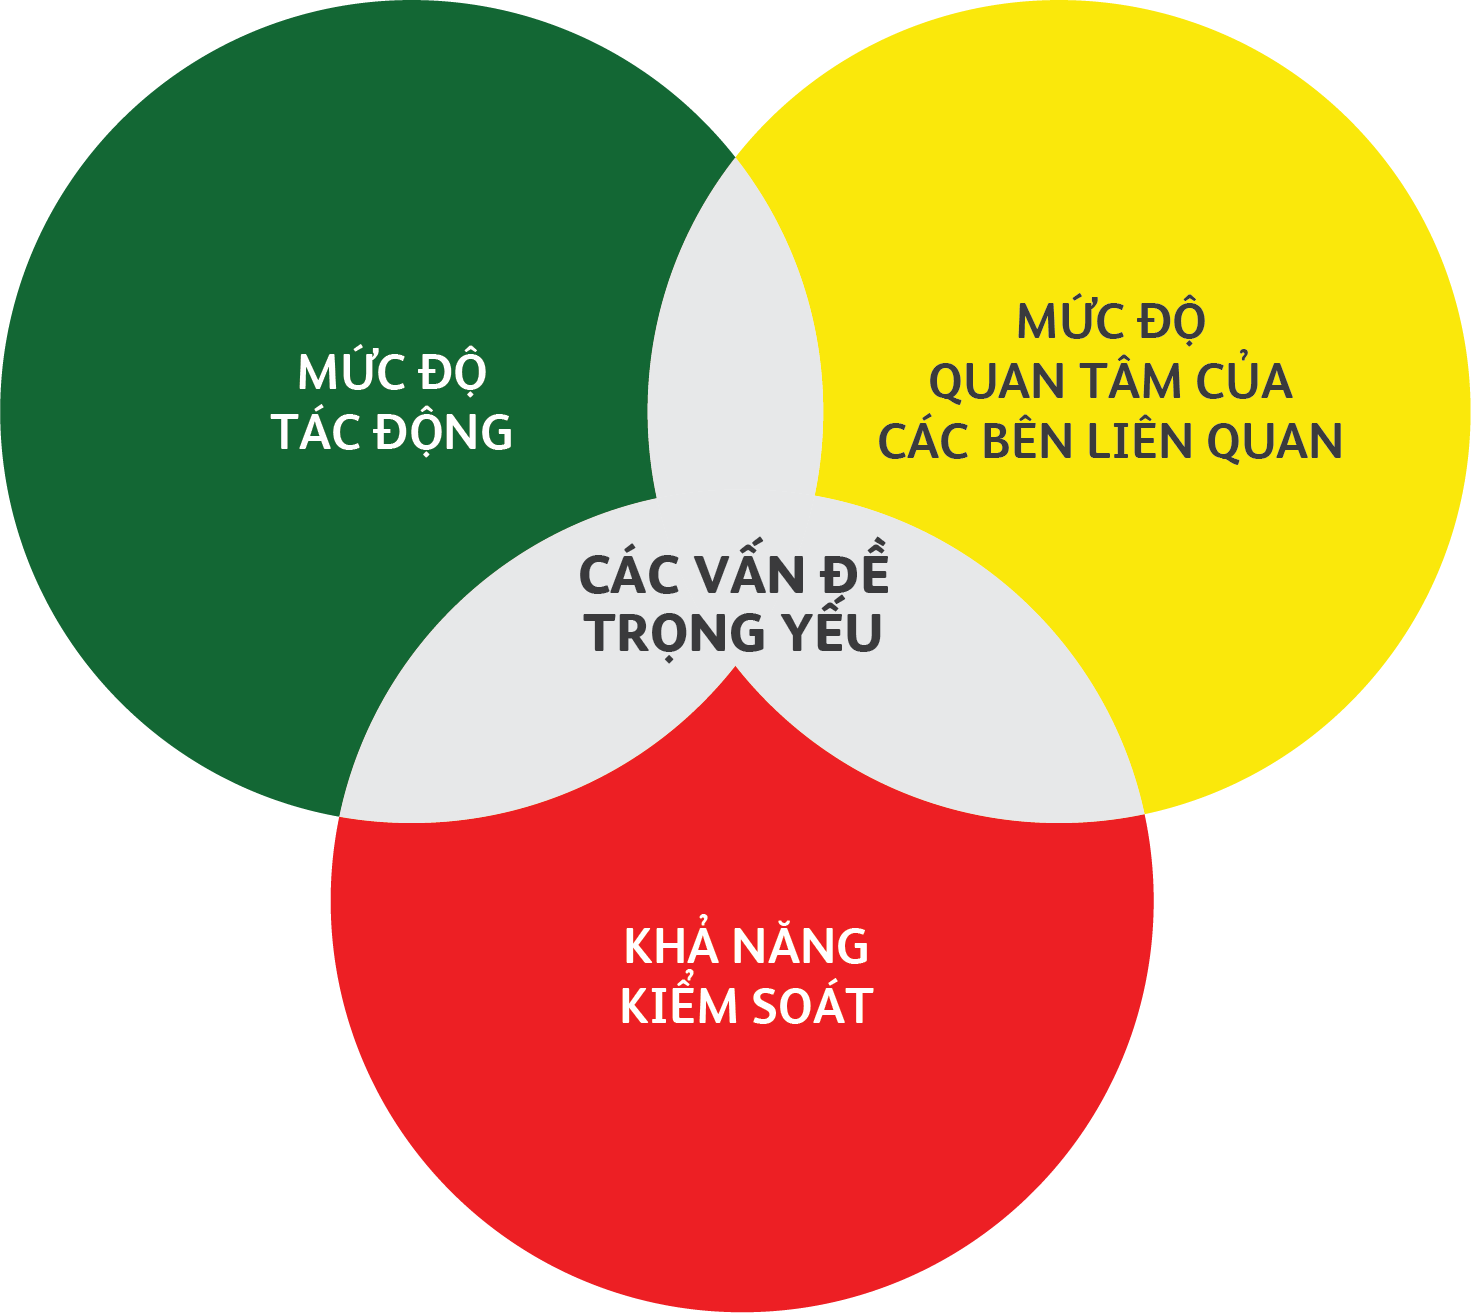 MỨC ĐỘ
TÁC ĐỘNG
MỨC ĐỘ
QUAN TÂM CỦA
CÁC BÊN LIÊN QUAN
CÁC VẤN ĐỀ
TRỌNG YẾU
KHẢ NĂNG
KIỂM SOÁT